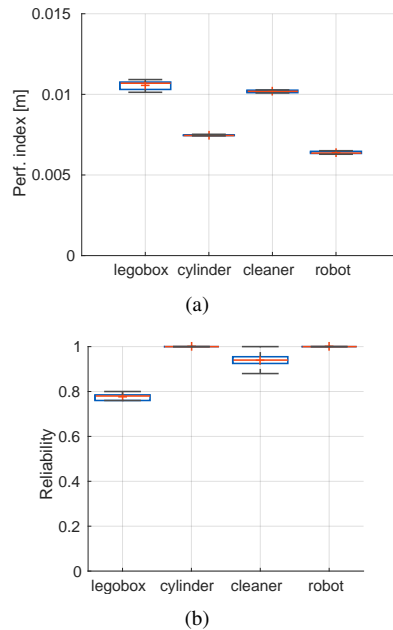 0.015
0.01
0.005
0
Perf. index [m]
legobox cylinder cleaner robot
(a)
1
0.8
0.6
0.4
0.2
0
Reliability
legobox cylinder cleaner robot
(b)